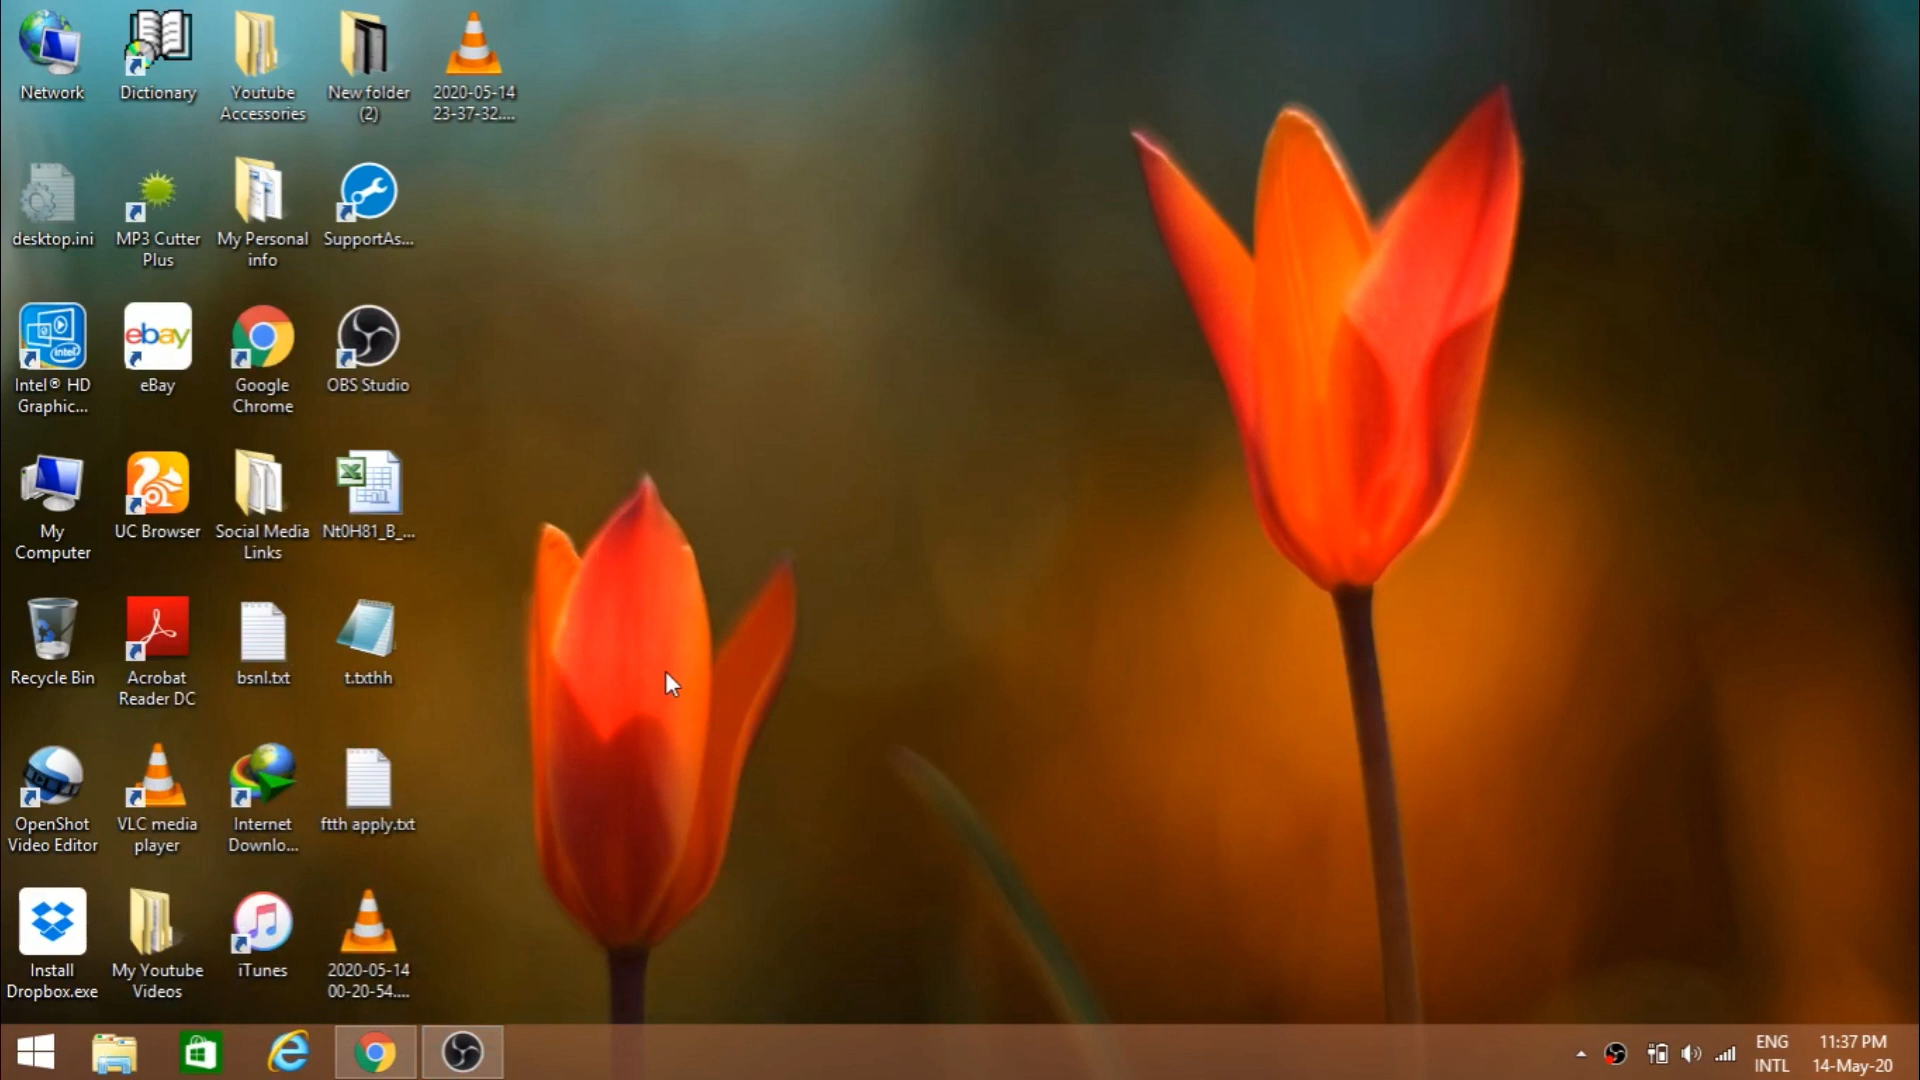 Network
Dictionary
Youtube
Accessories
New folder
(2)
2020-05-14
23-37-32....
desktop.ini
MP3 Cutter
Plus
My Personal
info
SupportAs...
intel
Intel® HD
Graphic...
ebay
eBay
Google
Chrome
OBS Studio
My
Computer
UC Browser
Social Media
Links
Nt0H81_B_...
Recycle Bin
Acrobat
Reader DC
bsnl.txt
t.txthh
OpenShot
Video Editor
VLC media
player
Internet
Downlo...
ftth apply.txt
Install
Dropbox.exe
My Youtube
Videos
iTunes
2020-05-14
00-20-54....
ENG
INTL
11:37 PM
14-May-20